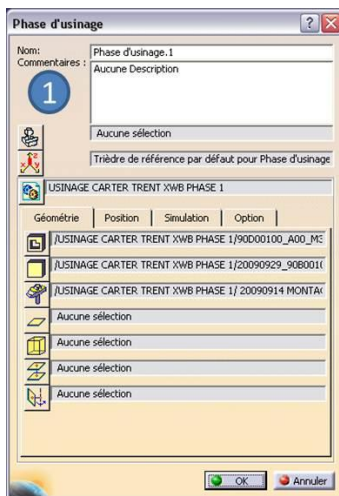 Phase d'usinage
Nom:
Phase d'usinage.1
Commentaires :
Aucune Description
1
Aucune sélection
Trièdre de référence par défaut pour Phase d'usinage
USINAGE CARTER TRENT XWB PHASE 1
Géométrie Position Simulation Option
/USINAGE CARTER TRENT XWB PHASE 1/90D00100_A00_M3
/USINAGE CARTER TRENT XWB PHASE 1/20090929_90B0010
/USINAGE CARTER TRENT XWB PHASE 1/ 20090914 MONTAG
Aucune sélection
Aucune sélection
Aucune sélection
Aucune sélection
OK Annuler